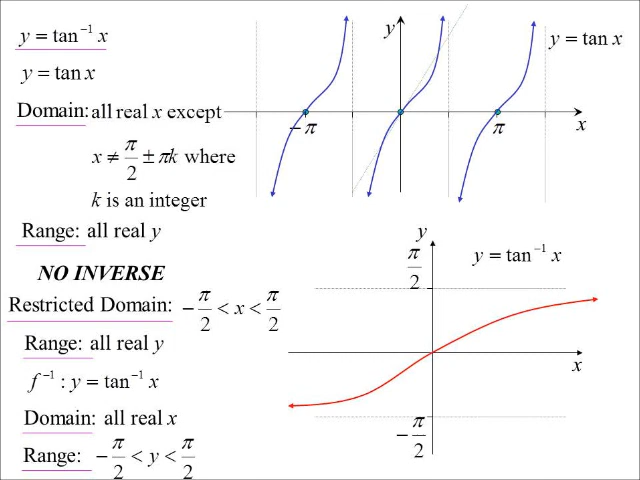 y = tan⁻¹ x
y = tan x
Domain: all real x except
x ≠ π/2 ± πk where
k is an integer
Range: all real y
NO INVERSE
Restricted Domain: −π/2 < x < π/2
Range: all real y
f⁻¹ : y = tan⁻¹ x
Domain: all real x
Range: −π/2 < y < π/2
y
y = tan x
−π
π
x
y
π/2
y = tan⁻¹ x
x
−π/2